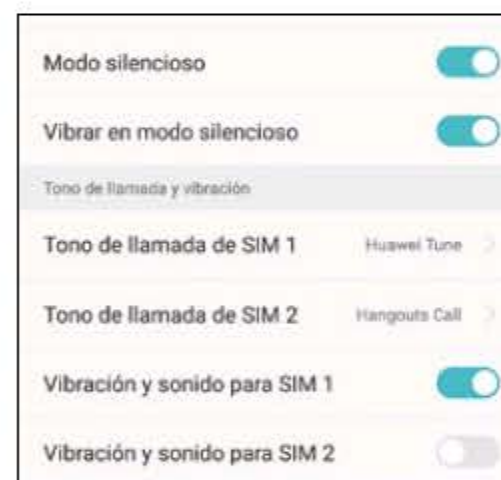 Modo silencioso
Vibrar en modo silencioso
Tono de llamada y vibración
Tono de llamada de SIM 1 Huawei Tune
Tono de llamada de SIM 2 Hangouts Call
Vibración y sonido para SIM 1
Vibración y sonido para SIM 2